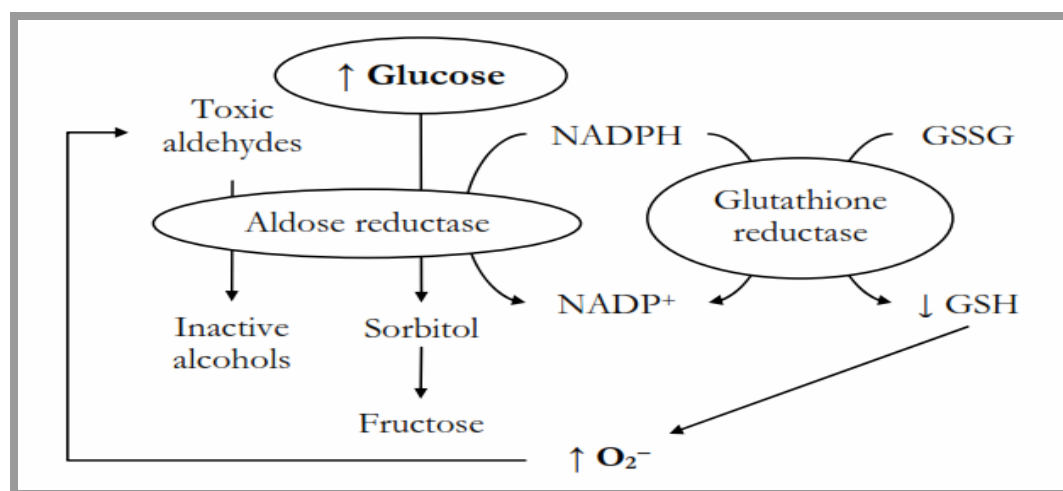 ↑ Glucose
Toxic
aldehydes
NADPH
GSSG
Aldose reductase
Glutathione
reductase
Inactive
alcohols
Sorbitol
NADP⁺
↓ GSH
Fructose
↑ O₂⁻